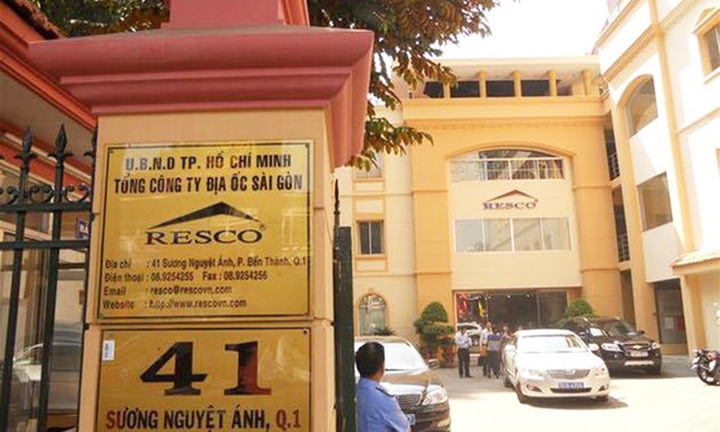 U.B.N.D TP. HỒ CHÍ MINH
TỔNG CÔNG TY ĐỊA ỐC SÀI GÒN
RESCO
Địa chỉ : 41 Sương Nguyệt Ánh, P. Bến Thành, Q.1
Điện thoại : 08.9254255 Fax : 08.9254256
Email : resco@rescovn.com
Website : http://www.rescovn.com
41
SƯƠNG NGUYỆT ÁNH, Q.1
RESCO